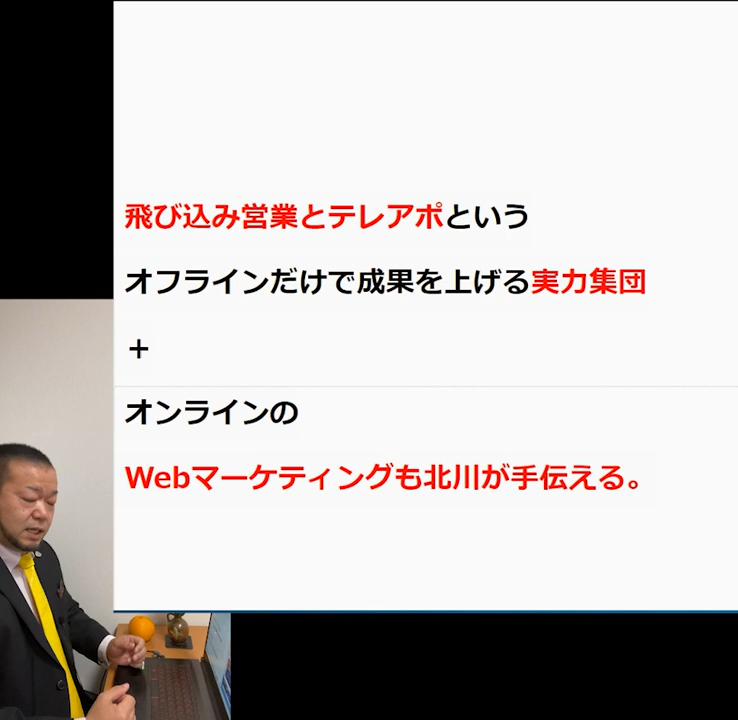 飛び込み営業とテレアポという
オフラインだけで成果を上げる実力集団
＋
オンラインの
Webマーケティングも北川が手伝える。